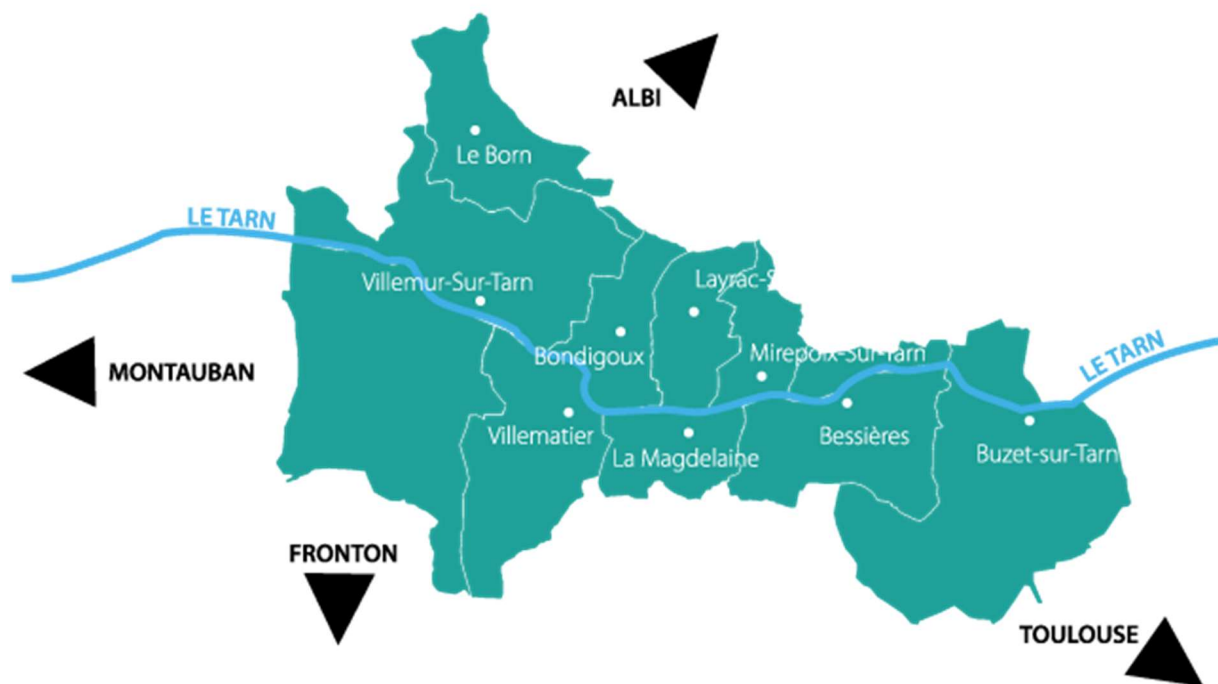 ALBI
Le Born
LE TARN
Villemur-Sur-Tarn
Layrac-S
Bondigoux
Mirepoix-Sur-Tarn
LE TARN
MONTAUBAN
Villematier
La Magdelaine
Bessières
Buzet-sur-Tarn
FRONTON
TOULOUSE